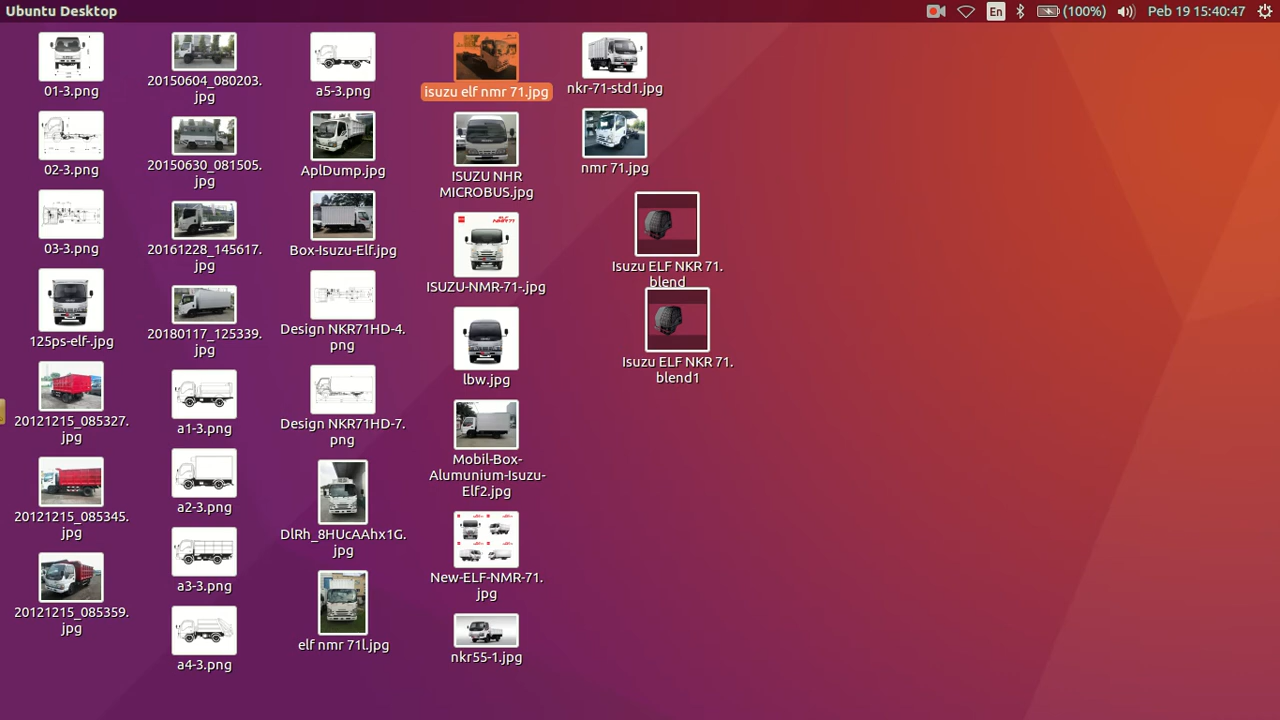 Ubuntu Desktop
En
(100%)
Peb 19 15:40:47
01-3.png
02-3.png
03-3.png
125ps-elf-.jpg
20121215_085327.
jpg
20121215_085345.
jpg
20121215_085359.
jpg
20150604_080203.
jpg
20150630_081505.
jpg
20161228_145617.
jpg
20180117_125339.
jpg
a1-3.png
a2-3.png
a3-3.png
a4-3.png
a5-3.png
AplDump.jpg
Box-Isuzu-Elf.jpg
Design NKR71HD-4.
png
Design NKR71HD-7.
png
DlRh_8HUcAAhx1G.
jpg
elf nmr 71l.jpg
isuzu elf nmr 71.jpg
ISUZU NHR
MICROBUS.jpg
ISUZU-NMR-71-.jpg
lbw.jpg
Mobil-Box-
Alumunium-Isuzu-
Elf2.jpg
New-ELF-NMR-71.
jpg
nkr55-1.jpg
nkr-71-std1.jpg
nmr 71.jpg
Isuzu ELF NKR 71.
blend
Isuzu ELF NKR 71.
blend1